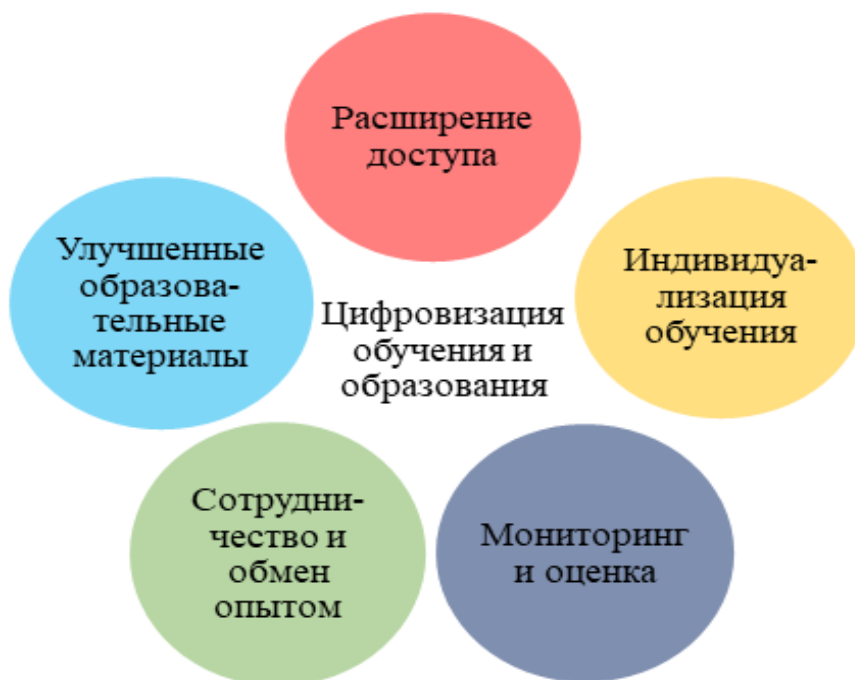 Расширение
доступа
Улучшенные
образова-
тельные
материалы
Цифровизация
обучения и
образования
Индивидуа-
лизация
обучения
Сотрудни-
чество и
обмен
опытом
Мониторинг
и оценка